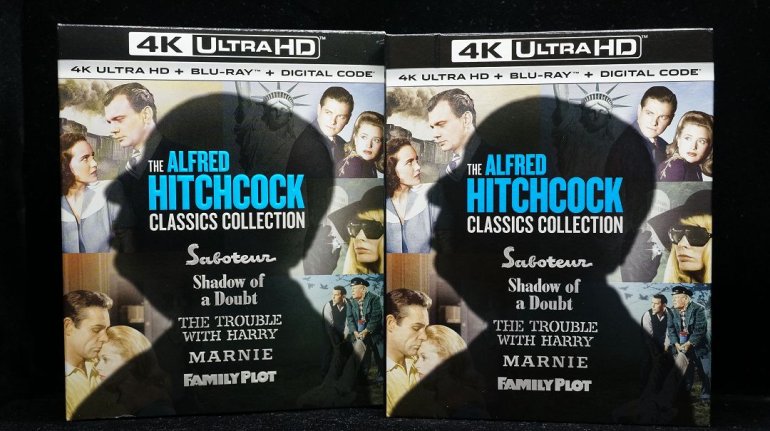 4K ULTRA HD
4K ULTRA HD + BLU-RAY™ + DIGITAL CODE
THE ALFRED
HITCHCOCK
CLASSICS COLLECTION
Saboteur
Shadow of
a Doubt
THE TROUBLE
WITH HARRY
MARNIE
FAMILY PLOT
4K ULTRA HD
4K ULTRA HD + BLU-RAY™ + DIGITAL CODE
THE ALFRED
HITCHCOCK
CLASSICS COLLECTION
Saboteur
Shadow of
a Doubt
THE TROUBLE
WITH HARRY
MARNIE
FAMILY PLOT